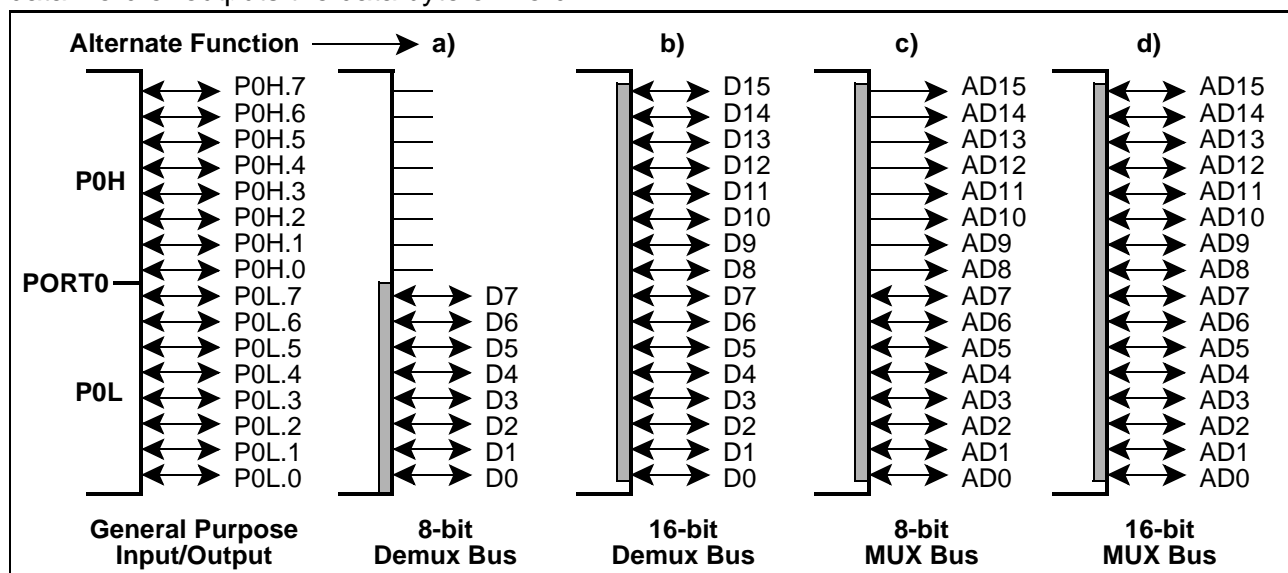 Alternate Function a) b) c) d)
P0H.7 D15 AD15 AD15
P0H.6 D14 AD14 AD14
P0H.5 D13 AD13 AD13
P0H.4 D12 AD12 AD12
P0H
P0H.3 D11 AD11 AD11
P0H.2 D10 AD10 AD10
P0H.1 D9 AD9 AD9
P0H.0 D8 AD8 AD8
PORT0
P0L.7 D7 D7 AD7 AD7
P0L.6 D6 D6 AD6 AD6
P0L.5 D5 D5 AD5 AD5
P0L.4 D4 D4 AD4 AD4
P0L
P0L.3 D3 D3 AD3 AD3
P0L.2 D2 D2 AD2 AD2
P0L.1 D1 D1 AD1 AD1
P0L.0 D0 D0 AD0 AD0
General Purpose 8-bit 16-bit 8-bit 16-bit
Input/Output Demux Bus Demux Bus MUX Bus MUX Bus